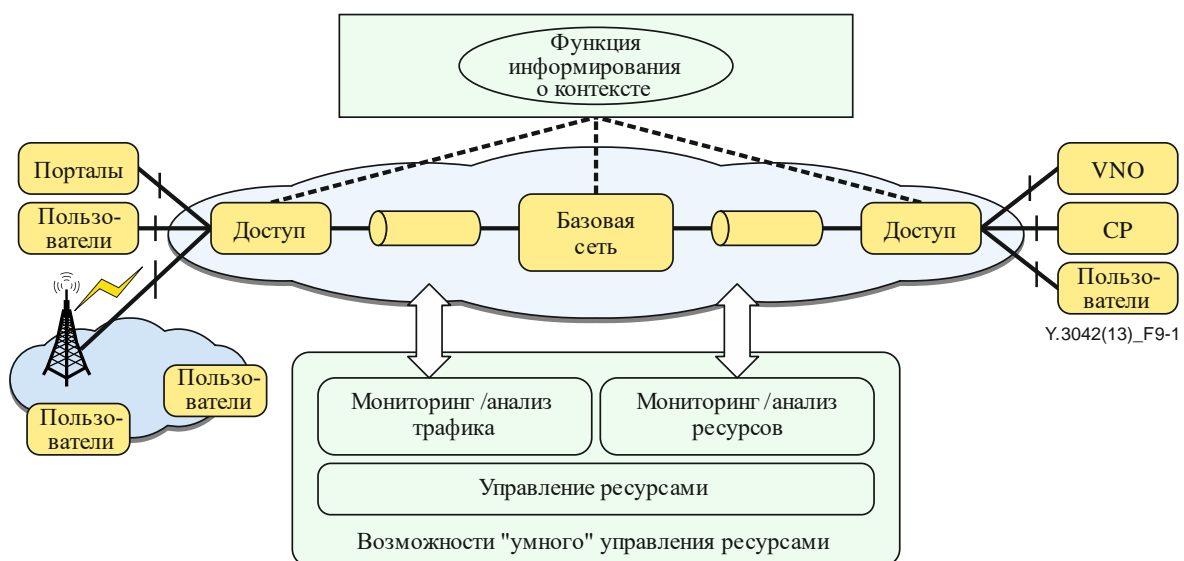 Функция
информирования
о контексте
Порталы
Пользо-
ватели
Доступ
Базовая
сеть
Доступ
VNO
CP
Пользо-
ватели
Y.3042(13)_F9-1
Пользо-
ватели
Пользо-
ватели
Мониторинг /анализ
трафика
Мониторинг /анализ
ресурсов
Управление ресурсами
Возможности "умного" управления ресурсами